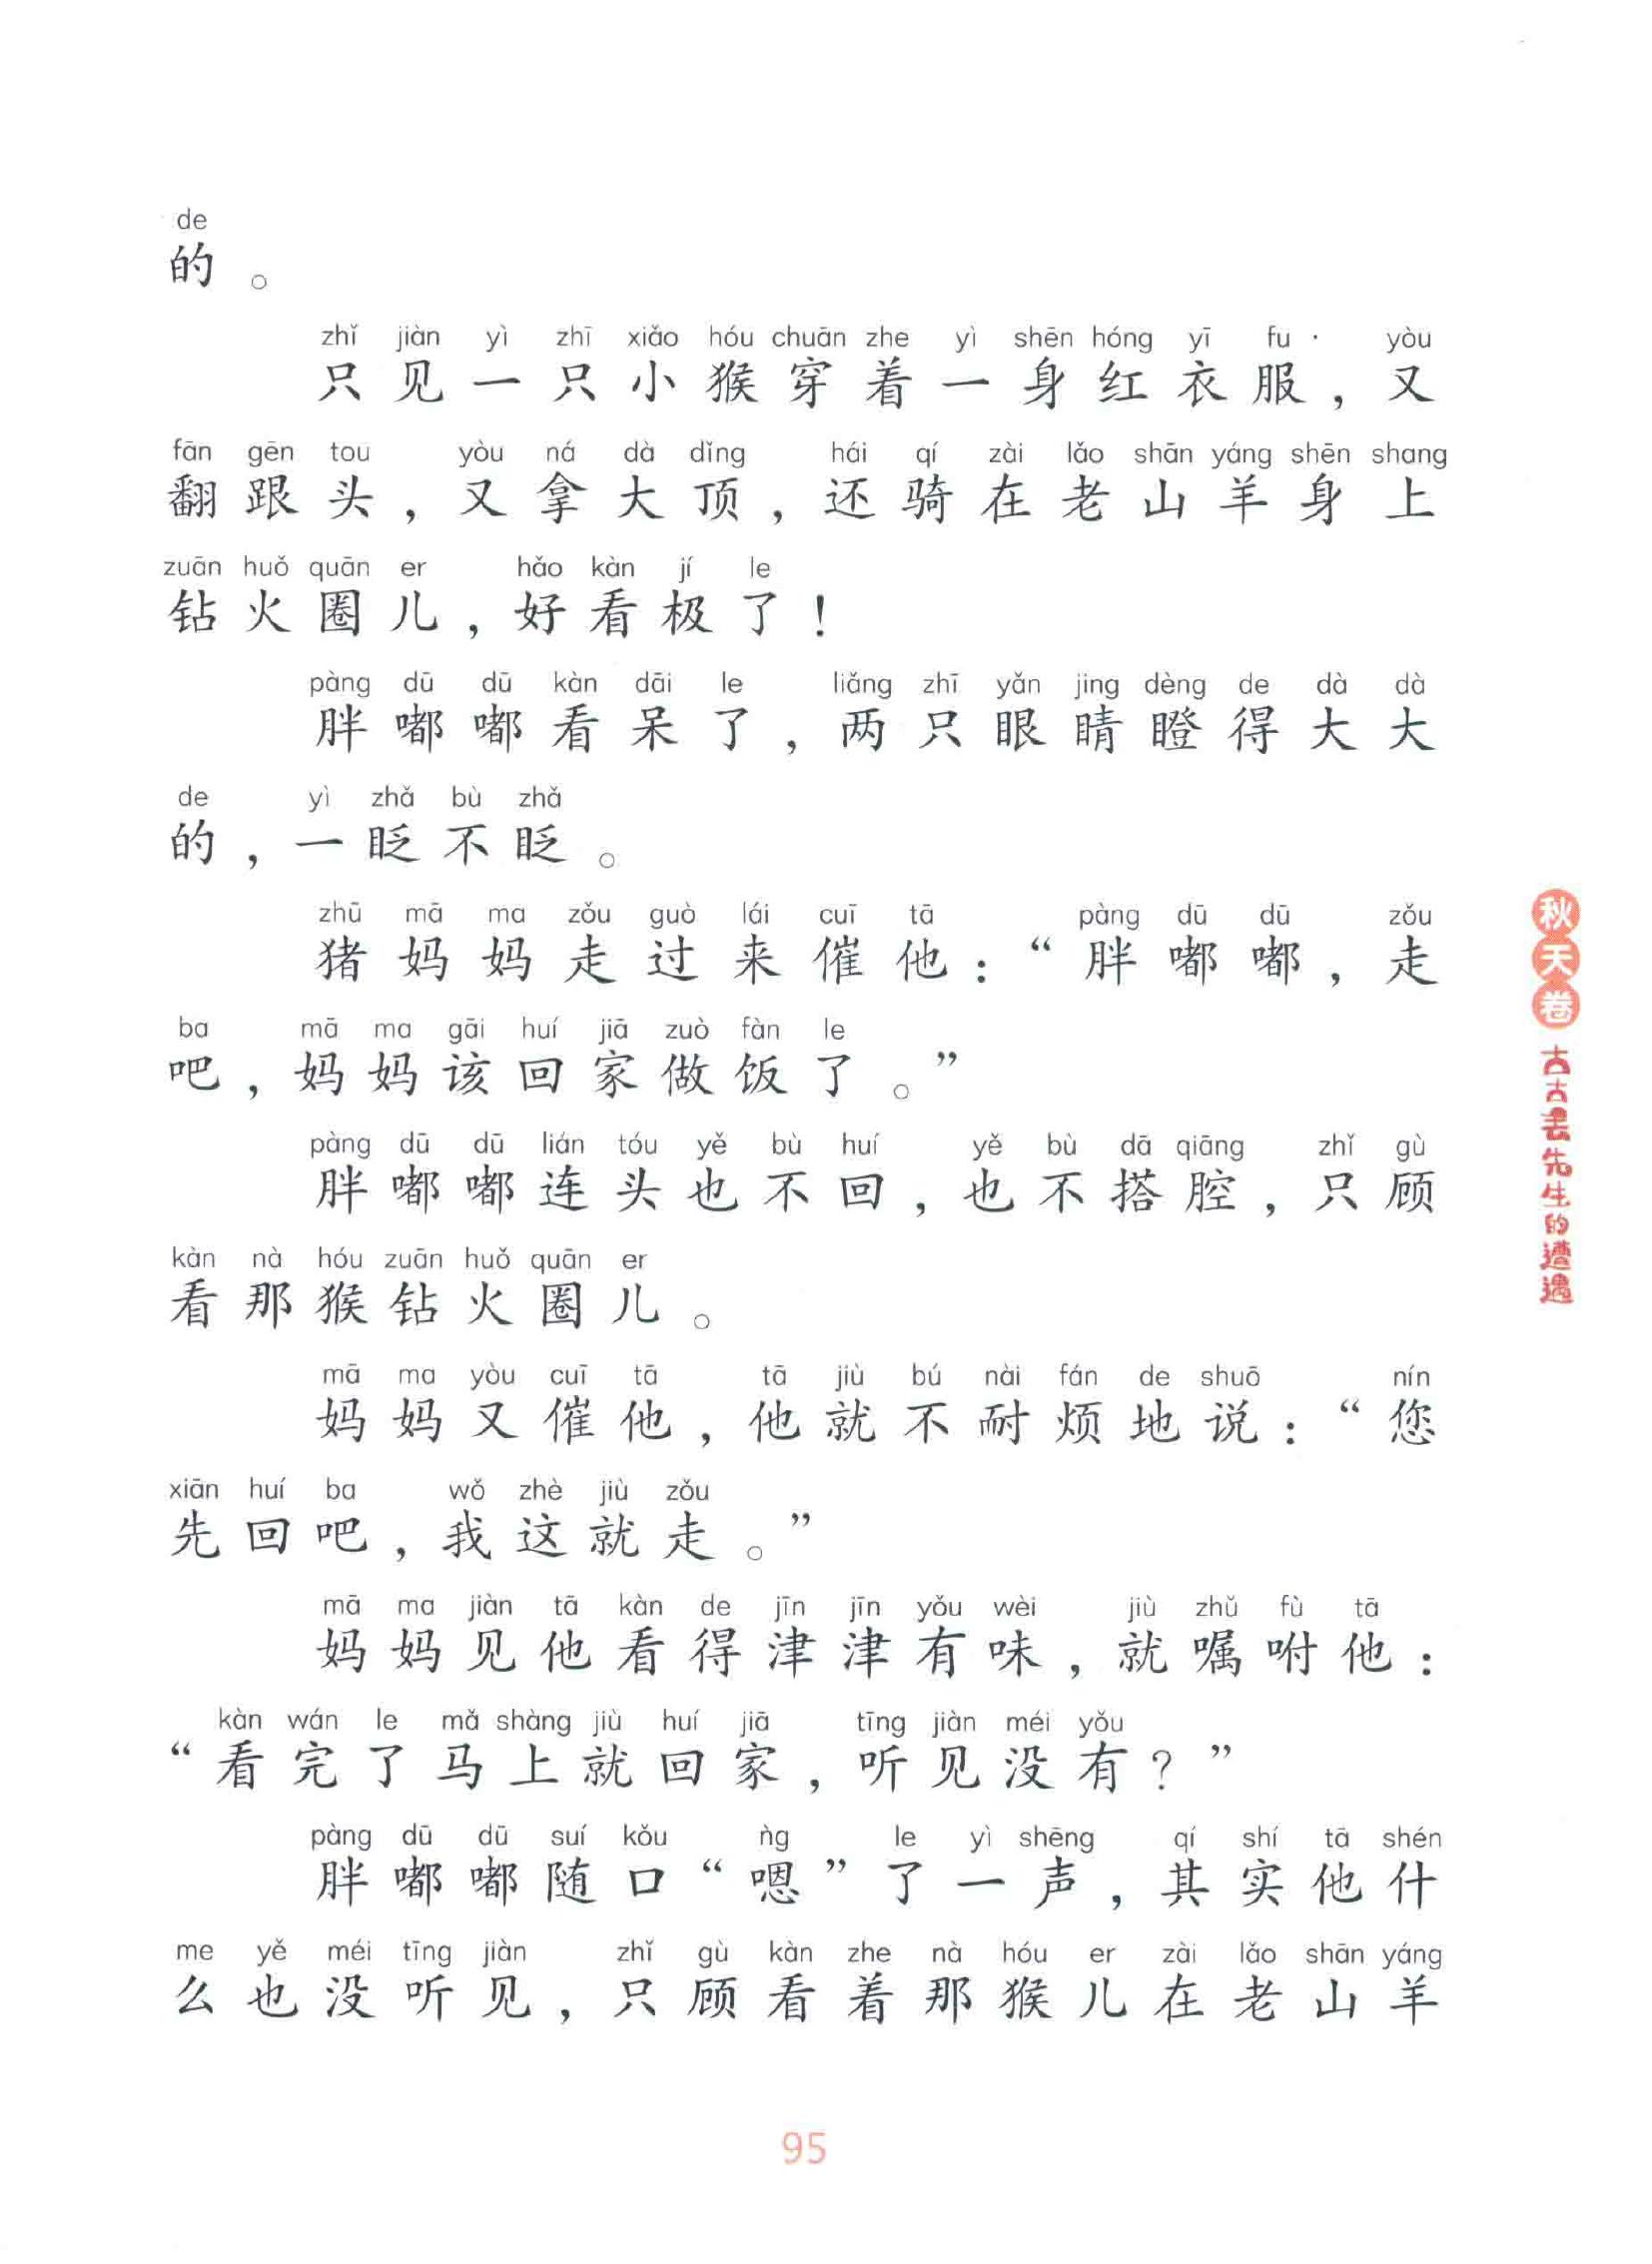 de
的。
zhǐ jiàn yì zhī xiǎo hóu chuān zhe yì shēn hóng yī fu yòu
只见一只小猴穿着一身红衣服，又
fān gēn tou yòu ná dà dǐng hái qí zài lǎo shān yáng shēn shang
翻跟头，又拿大顶，还骑在老山羊身上
zuān huǒ quān er hǎo kàn jí le
钻火圈儿，好看极了！
pàng dū dū kàn dāi le liǎng zhī yǎn jing dèng de dà dà
胖嘟嘟看呆了，两只眼睛瞪得大大
de yì zhǎ bù zhǎ
的，一眨不眨。
zhū mā ma zǒu guò lái cuī tā pàng dū dū zǒu
猪妈妈走过来催他：“胖嘟嘟，走
ba mā ma gāi huí jiā zuò fàn le
吧，妈妈该回家做饭了。”
pàng dū dū lián tóu yě bù huí yě bù dā qiāng zhǐ gù
胖嘟嘟连头也不回，也不搭腔，只顾
kàn nà hóu zuān huǒ quān er
看那猴钻火圈儿。
mā ma yòu cuī tā tā jiù bú nài fán de shuō nín
妈妈又催他，他就不耐烦地说：“您
xiān huí ba wǒ zhè jiù zǒu
先回吧，我这就走。”
mā ma jiàn tā kàn de jīn jīn yǒu wèi jiù zhǔ fù tā
妈妈见他看得津津有味，就嘱咐他：
kàn wán le mǎ shàng jiù huí jiā tīng jiàn méi yǒu
“看完了马上就回家，听见没有？”
pàng dū dū suí kǒu ǹg le yì shēng qí shí tā shén
胖嘟嘟随口“嗯”了一声，其实他什
me yě méi tīng jiàn zhǐ gù kàn zhe nà hóu er zài lǎo shān yáng
么也没听见，只顾看着那猴儿在老山羊
秋天卷
古古丢先生的遭遇
95